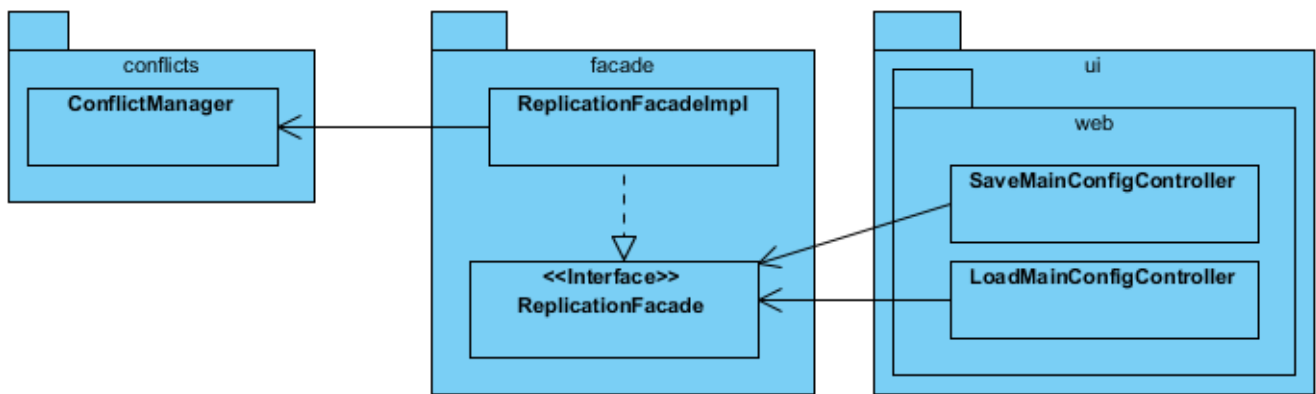 conflicts
ConflictManager
facade
ReplicationFacadeImpl
<<Interface>>
ReplicationFacade
ui
web
SaveMainConfigController
LoadMainConfigController